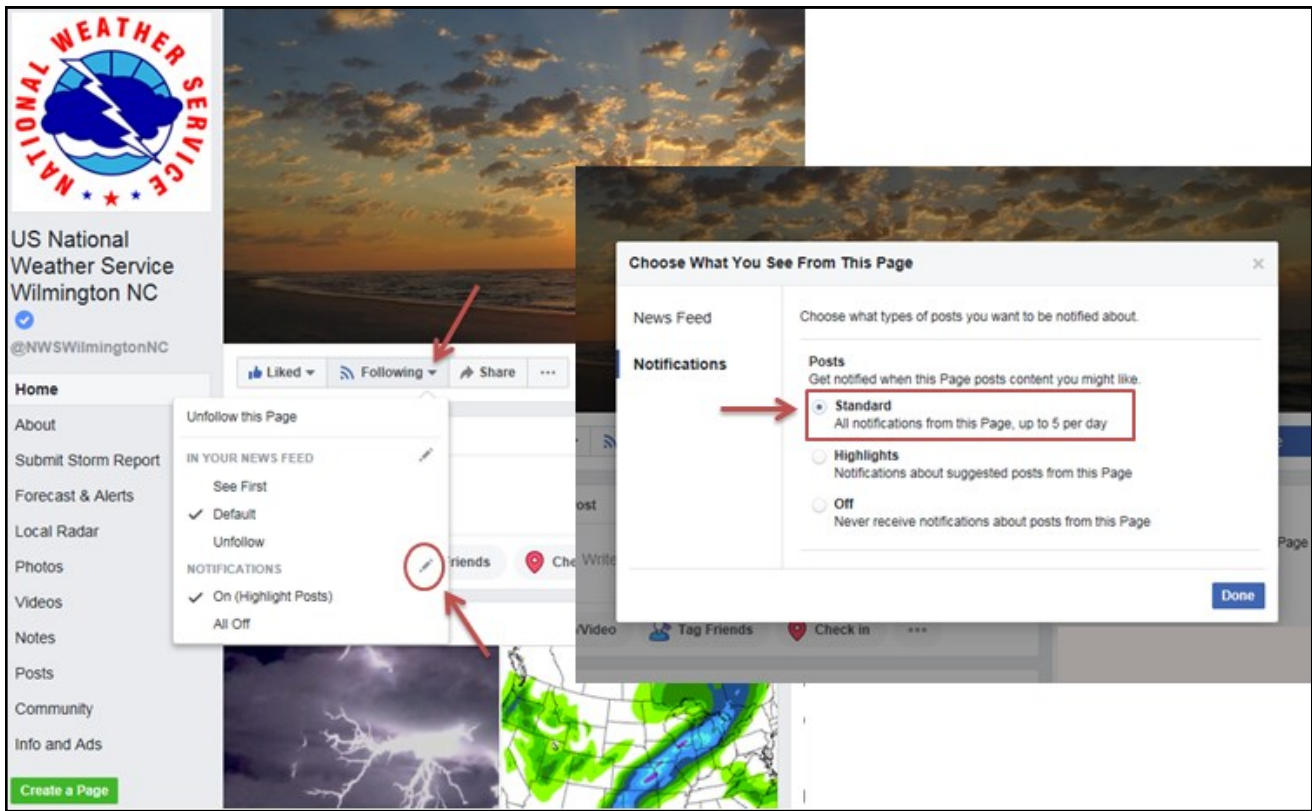 NATIONAL WEATHER SERVICE
US National
Weather Service
Wilmington NC
@NWSWilmingtonNC
Home
About
Submit Storm Report
Forecast & Alerts
Local Radar
Photos
Videos
Notes
Posts
Community
Info and Ads
Create a Page
Liked
Following
Share
Unfollow this Page
IN YOUR NEWS FEED
See First
Default
Unfollow
NOTIFICATIONS
On (Highlight Posts)
All Off
riends
Che
Choose What You See From This Page
News Feed
Notifications
Choose what types of posts you want to be notified about.
Posts
Get notified when this Page posts content you might like.
Standard
All notifications from this Page, up to 5 per day
Highlights
Notifications about suggested posts from this Page
Off
Never receive notifications about posts from this Page
Done
ost
Write
Page
/Video
Tag Friends
Check in